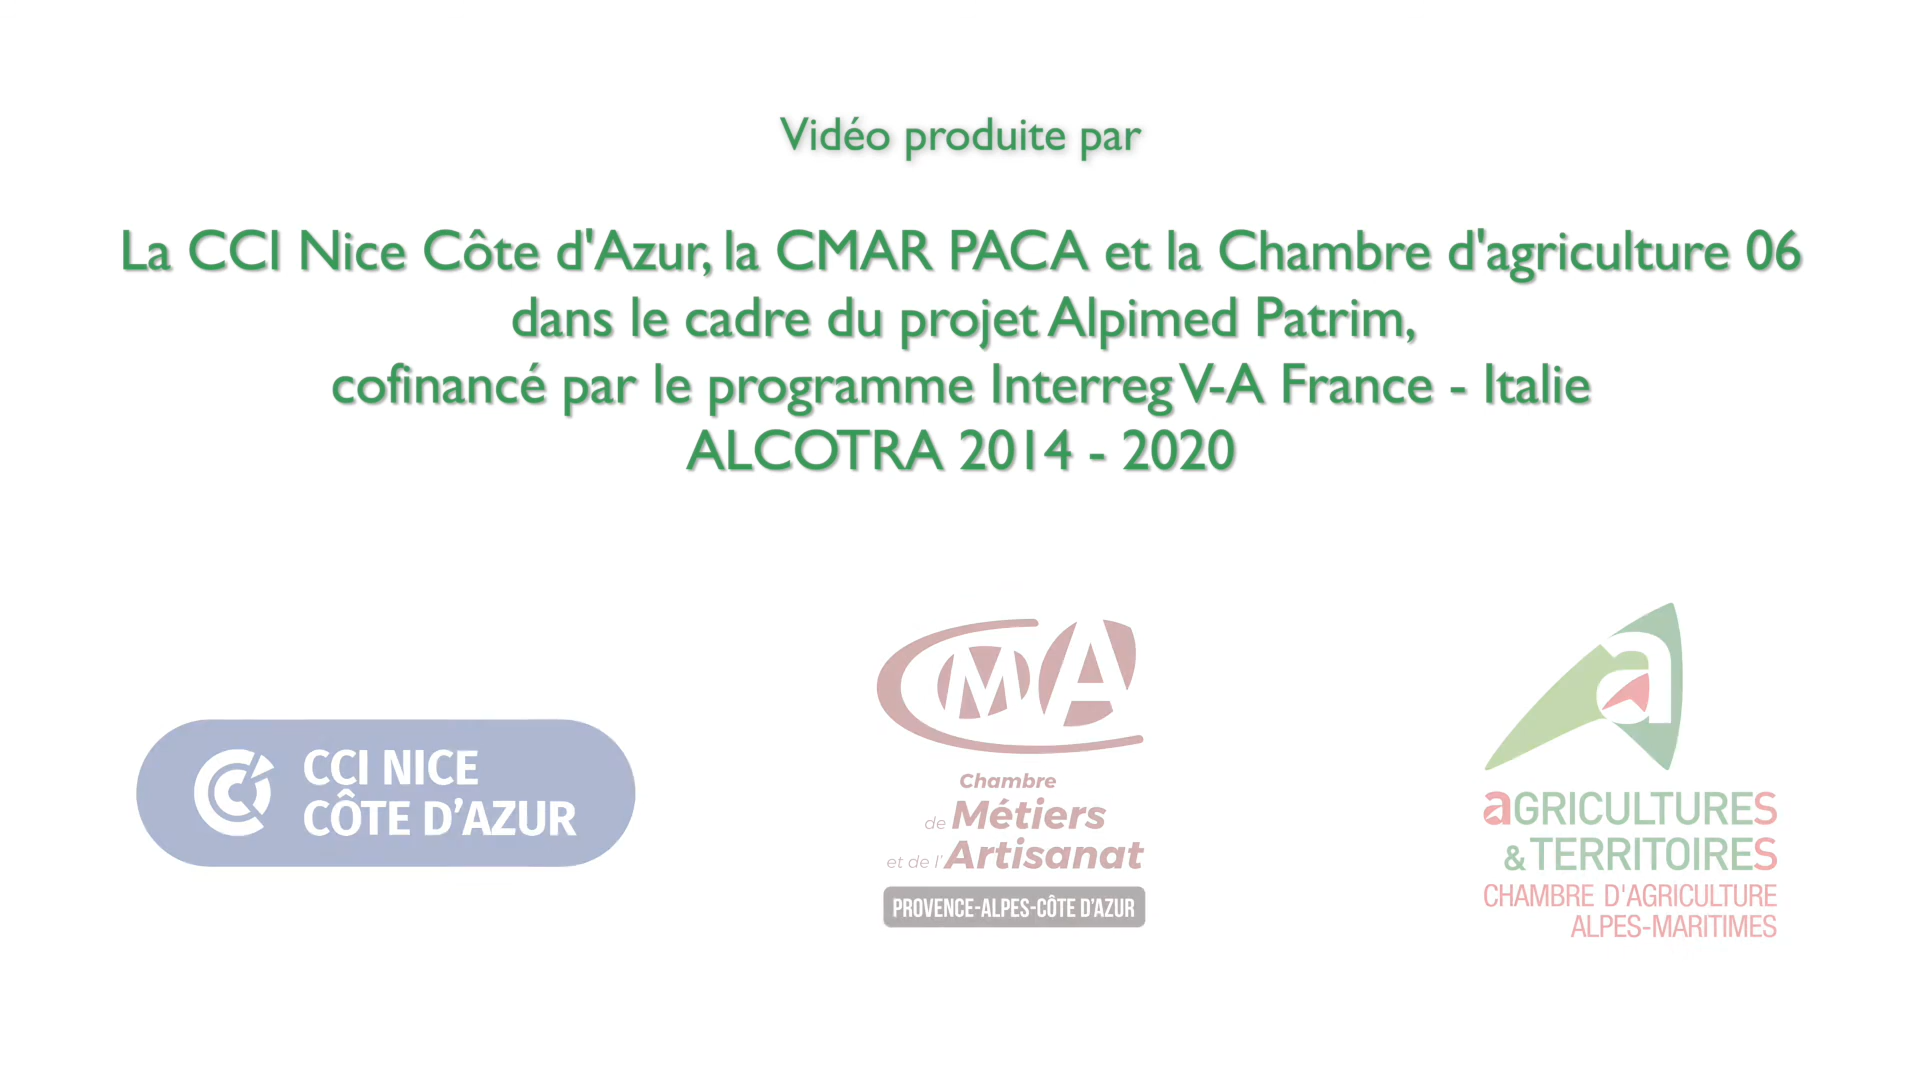 Vidéo produite par
La CCI Nice Côte d'Azur, la CMAR PACA et la Chambre d'agriculture 06
dans le cadre du projet Alpimed Patrim,
cofinancé par le programme Interreg V-A France - Italie
ALCOTRA 2014 - 2020
CCI NICE
CÔTE D’AZUR
CMA
Chambre
de Métiers
et de l’Artisanat
PROVENCE-ALPES-CÔTE D’AZUR
a
aGRICULTURES
& TERRITOIRES
CHAMBRE D'AGRICULTURE
ALPES-MARITIMES